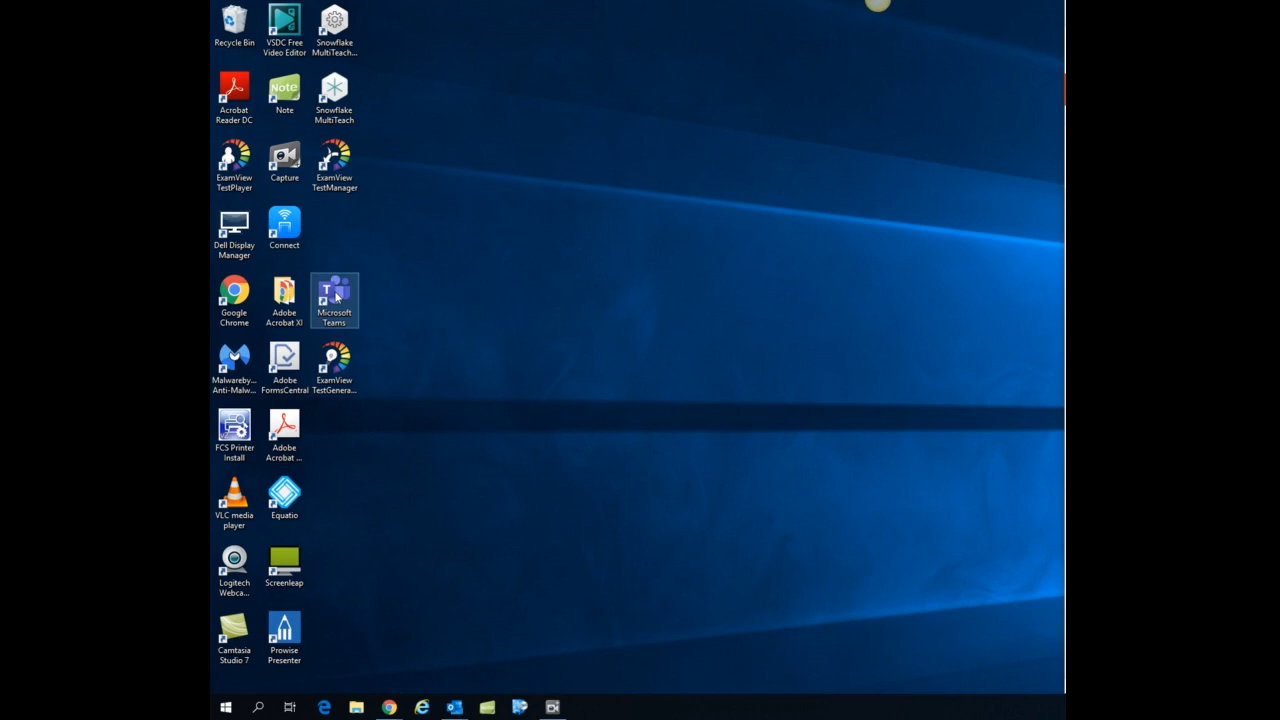 Recycle Bin
VSDC Free
Video Editor
Snowflake
MultiTeach...
Acrobat
Reader DC
Note
Note
Snowflake
MultiTeach
ExamView
TestPlayer
Capture
ExamView
TestManager
Dell Display
Manager
Connect
Google
Chrome
Adobe
Acrobat XI
T
Microsoft
Teams
Malwareby...
Anti-Malw...
Adobe
FormsCentral
ExamView
TestGenera...
FCS Printer
Install
Adobe
Acrobat ...
VLC media
player
Equatio
Logitech
Webca...
Screenleap
Camtasia
Studio 7
Prowise
Presenter